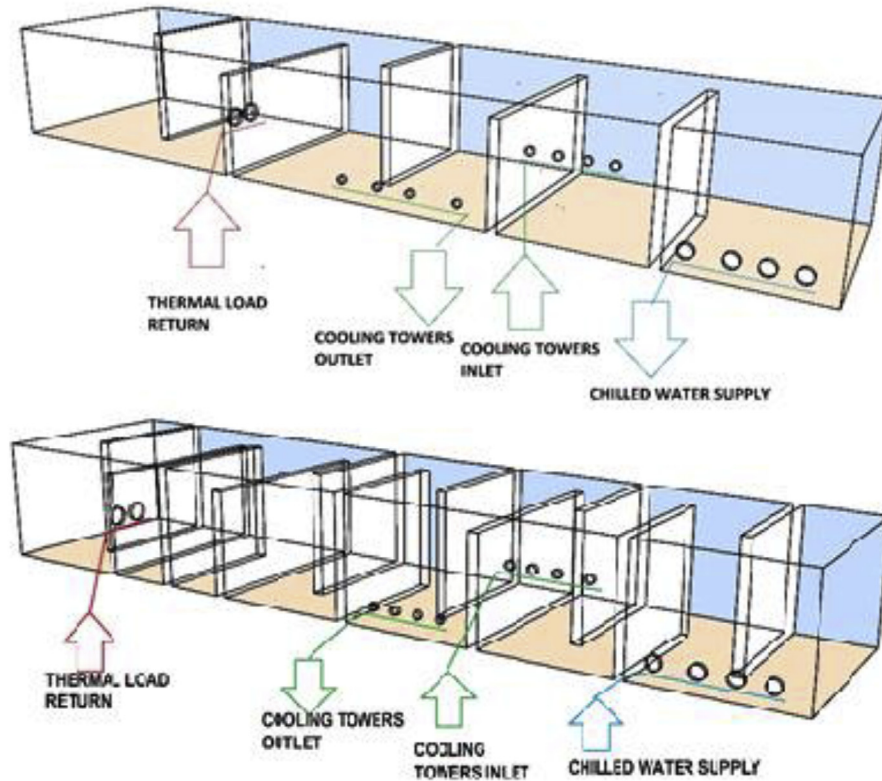 THERMAL LOAD
RETURN
COOLING TOWERS
OUTLET
COOLING TOWERS
INLET
CHILLED WATER SUPPLY
THERMAL LOAD
RETURN
COOLING TOWERS
OUTLET
COOLING
TOWERS INLET
CHILLED WATER SUPPLY